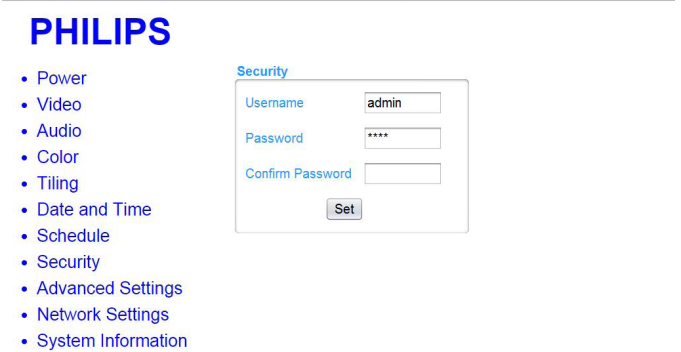 PHILIPS
Power
Video
Audio
Color
Tiling
Date and Time
Schedule
Security
Advanced Settings
Network Settings
System Information
Security
Username admin
Password ****
Confirm Password
Set